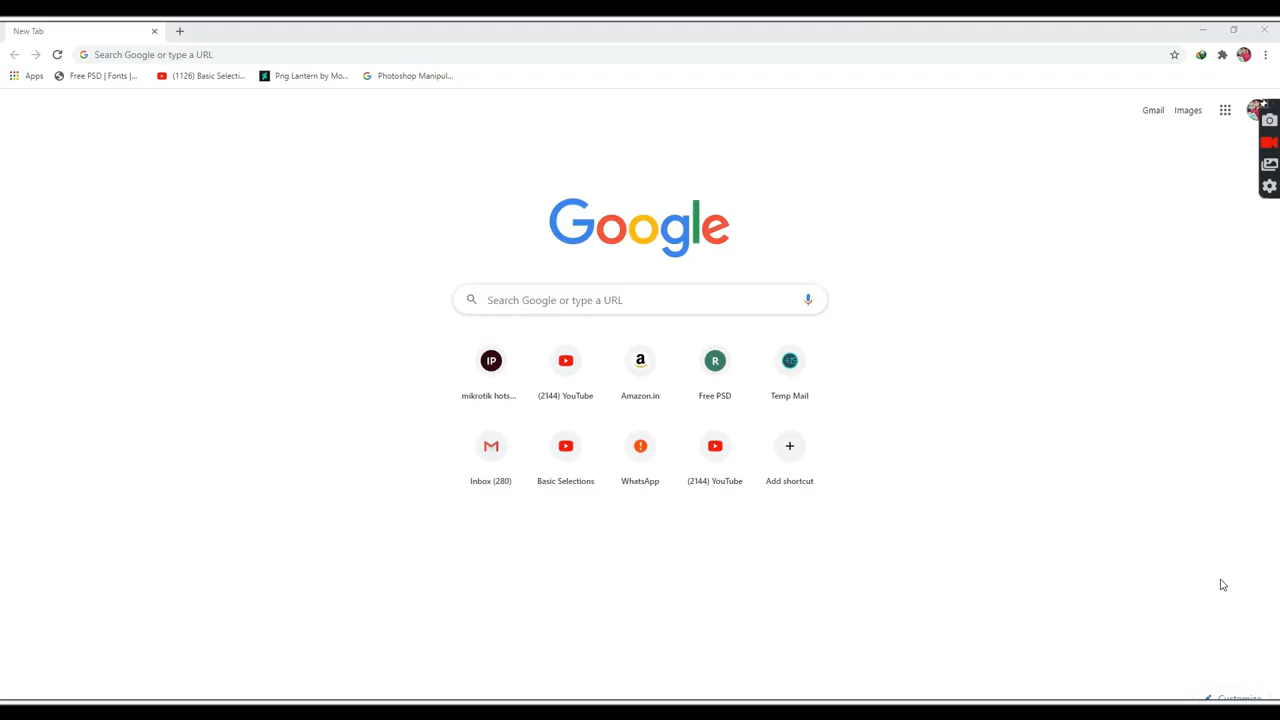 New Tab
Search Google or type a URL
Apps Free PSD | Fonts |... (1126) Basic Selecti... Png Lantern by Mo... Photoshop Manipul...
Gmail Images
Google
Search Google or type a URL
IP a R
mikrotik hots... (2144) YouTube Amazon.in Free PSD Temp Mail
Inbox (280) Basic Selections WhatsApp (2144) YouTube Add shortcut
Customize